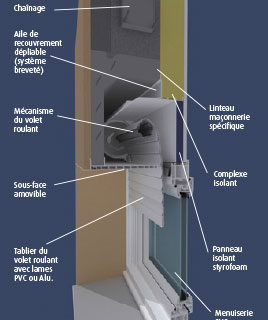 Chaînage
Aile de
recouvrement
dépliable
(système
breveté)
Mécanisme
du volet
roulant
Linteau
maçonnerie
spécifique
Complexe
isolant
Sous-face
amovible
Panneau
isolant
styrofoam
Tablier du
volet roulant
avec lames
PVC ou Alu.
Menuiserie